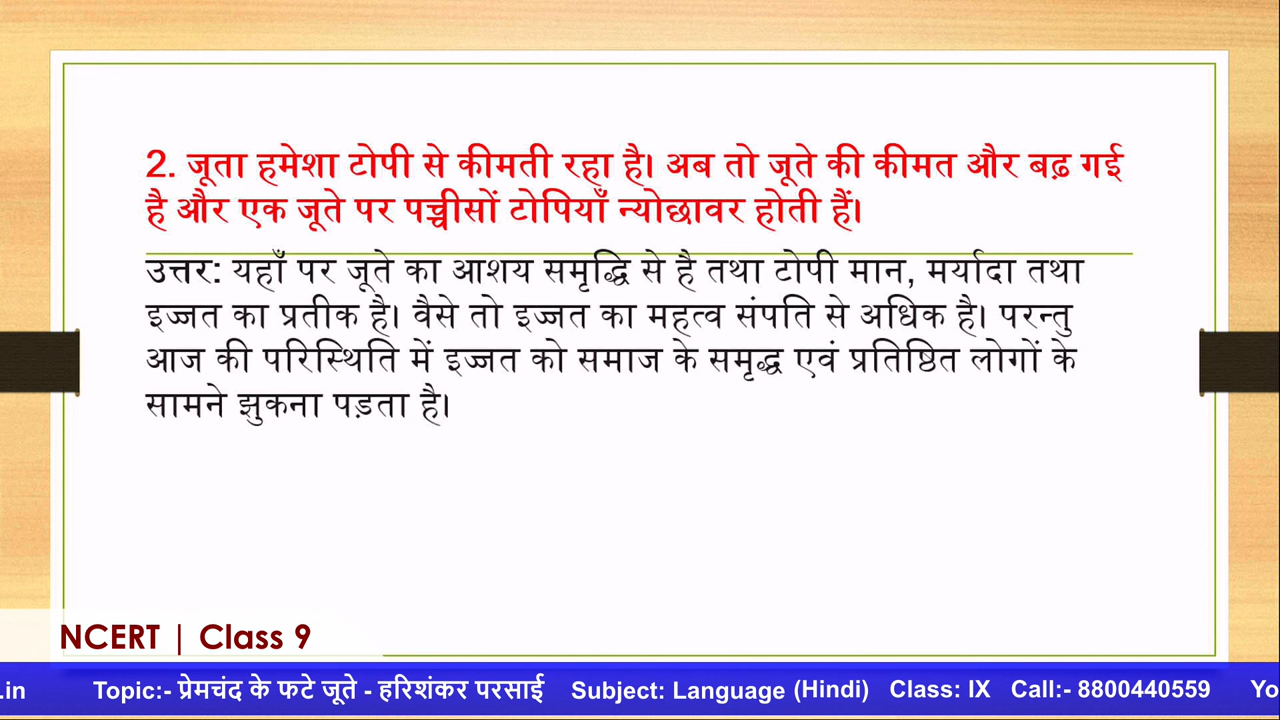 2. जूता हमेशा टोपी से कीमती रहा है। अब तो जूते की कीमत और बढ़ गई
है और एक जूते पर पच्चीसों टोपियाँ न्योछावर होती हैं।
उत्तर: यहाँ पर जूते का आशय समृद्धि से है तथा टोपी मान, मर्यादा तथा
इज्जत का प्रतीक है। वैसे तो इज्जत का महत्व संपति से अधिक है। परन्तु
आज की परिस्थिति में इज्जत को समाज के समृद्ध एवं प्रतिष्ठित लोगों के
सामने झुकना पड़ता है।
NCERT | Class 9
.in Topic:- प्रेमचंद के फटे जूते - हरिशंकर परसाई Subject: Language (Hindi) Class: IX Call:- 8800440559 Yo